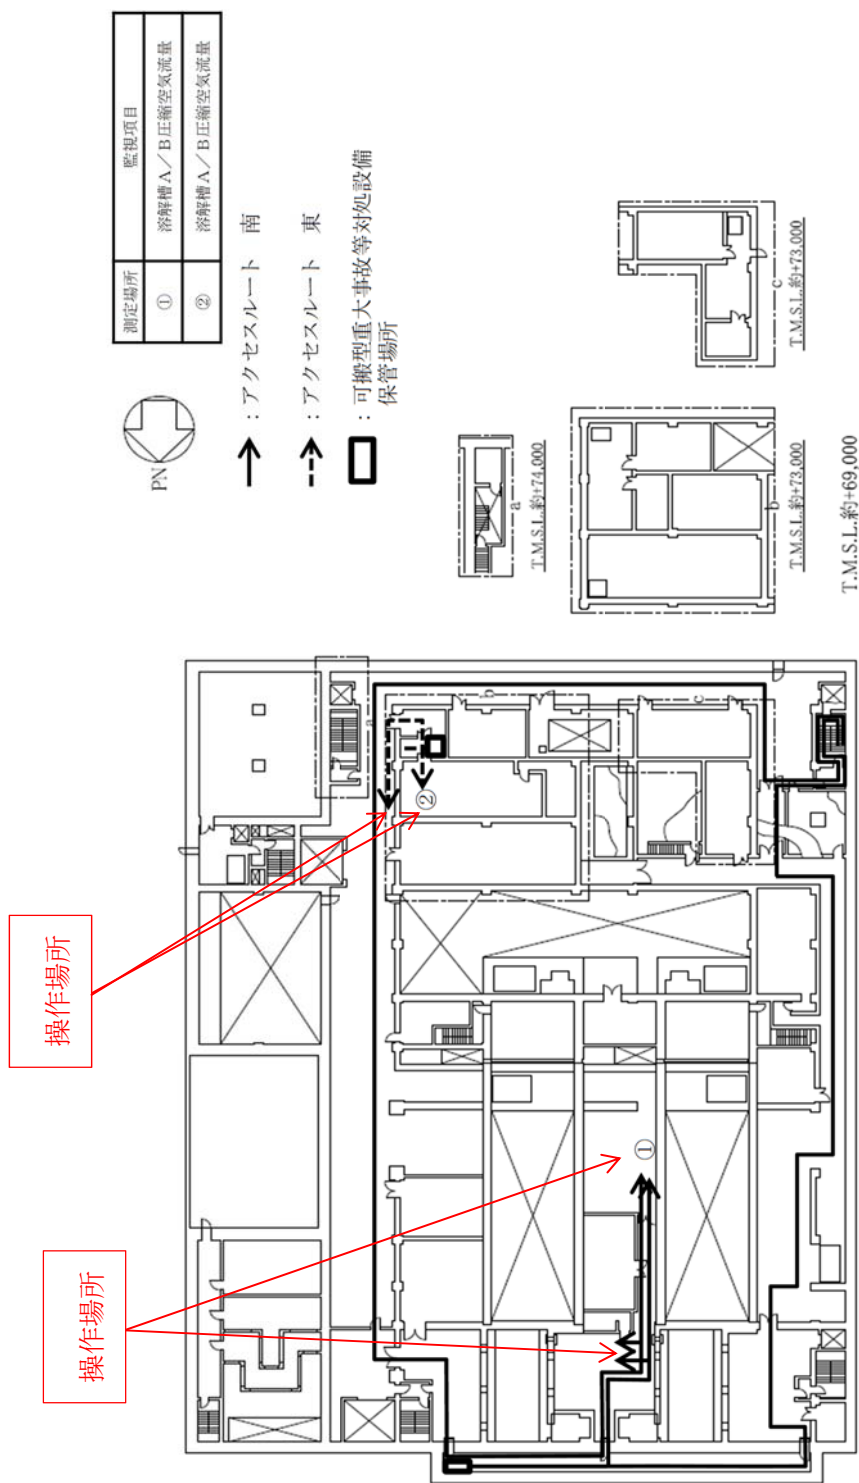 測定場所 監視項目
① 溶解槽A/B圧縮空気流量
② 溶解槽A/B圧縮空気流量
PN
：アクセスルート 南
：アクセスルート 東
：可搬型重大事故等対処設備
保管場所
a
T.M.S.L.約+74,000
b
T.M.S.L.約+73,000
c
T.M.S.L.約+73,000
T.M.S.L.約+69,000
操作場所
操作場所
a
b
c
②
①